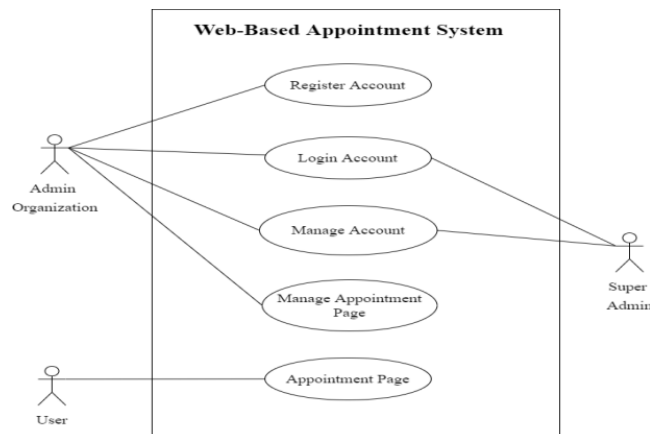 Web-Based Appointment System
Register Account
Login Account
Admin
Organization
Manage Account
Super
Admin
Manage Appointment
Page
Appointment Page
User